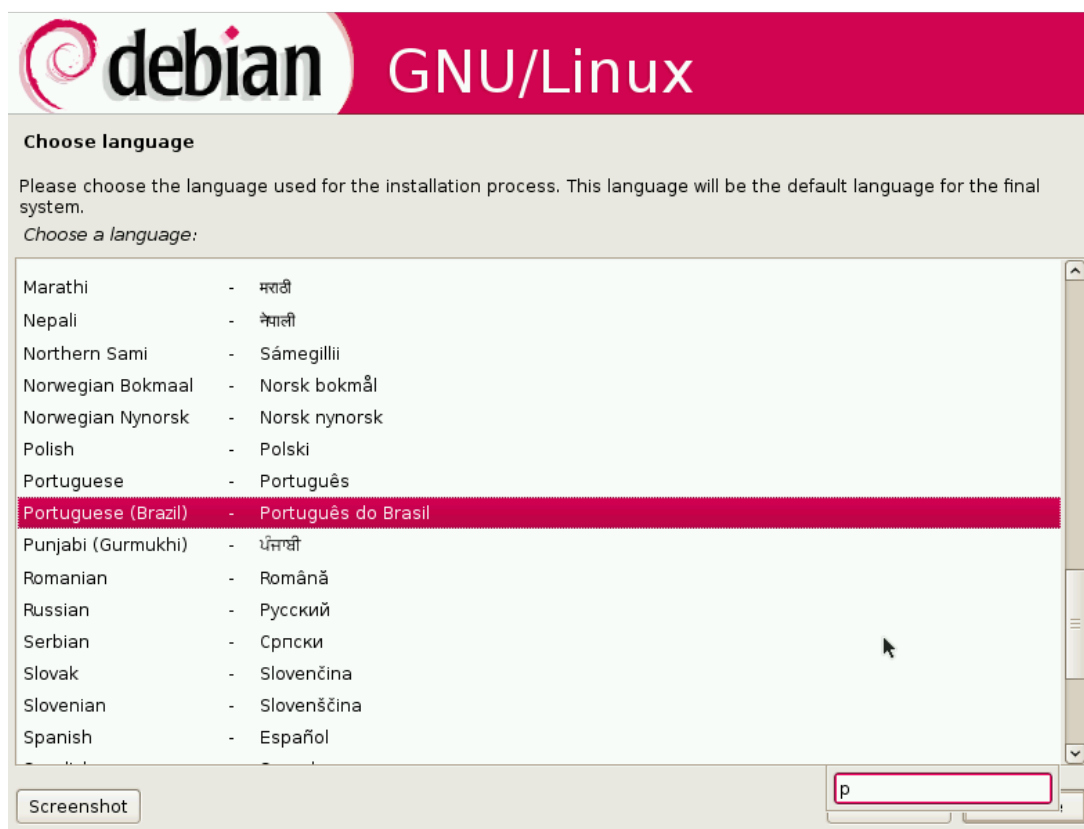 debian GNU/Linux
Choose language
Please choose the language used for the installation process. This language will be the default language for the final
system.
Choose a language:
Marathi - मराठी
Nepali - नेपाली
Northern Sami - Sámegillii
Norwegian Bokmaal - Norsk bokmål
Norwegian Nynorsk - Norsk nynorsk
Polish - Polski
Portuguese - Português
Portuguese (Brazil) - Português do Brasil
Punjabi (Gurmukhi) - ਪੰਜਾਬੀ
Romanian - Română
Russian - Русский
Serbian - Српски
Slovak - Slovenčina
Slovenian - Slovenščina
Spanish - Español
p
Screenshot